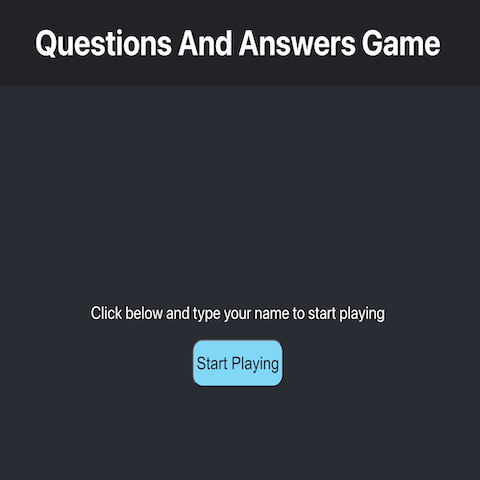 Questions And Answers Game
Click below and type your name to start playing
Start Playing